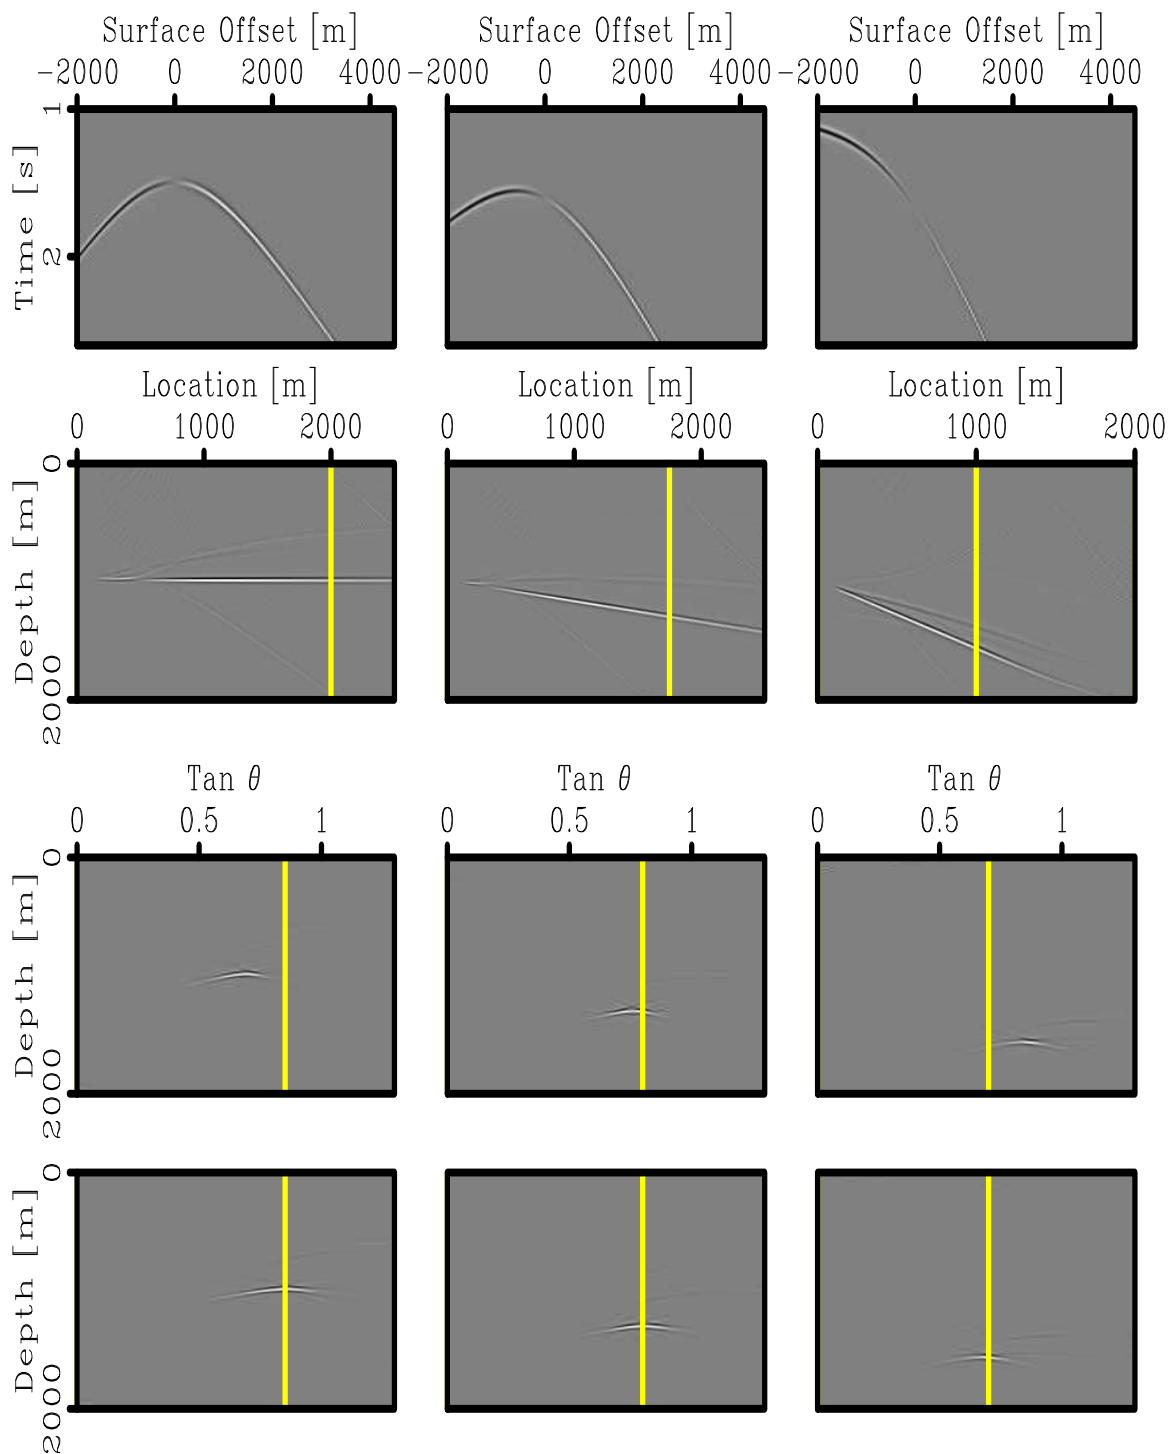 Surface Offset [m] Surface Offset [m] Surface Offset [m]
-2000 0 2000 4000 -2000 0 2000 4000 -2000 0 2000 4000
1
Time [s]
2
Location [m] Location [m] Location [m]
0 1000 2000 0 1000 2000 0 1000 2000
0
Depth [m]
2000
Tan θ Tan θ Tan θ
0 0.5 1 0 0.5 1 0 0.5 1
0
Depth [m]
2000
0
Depth [m]
2000